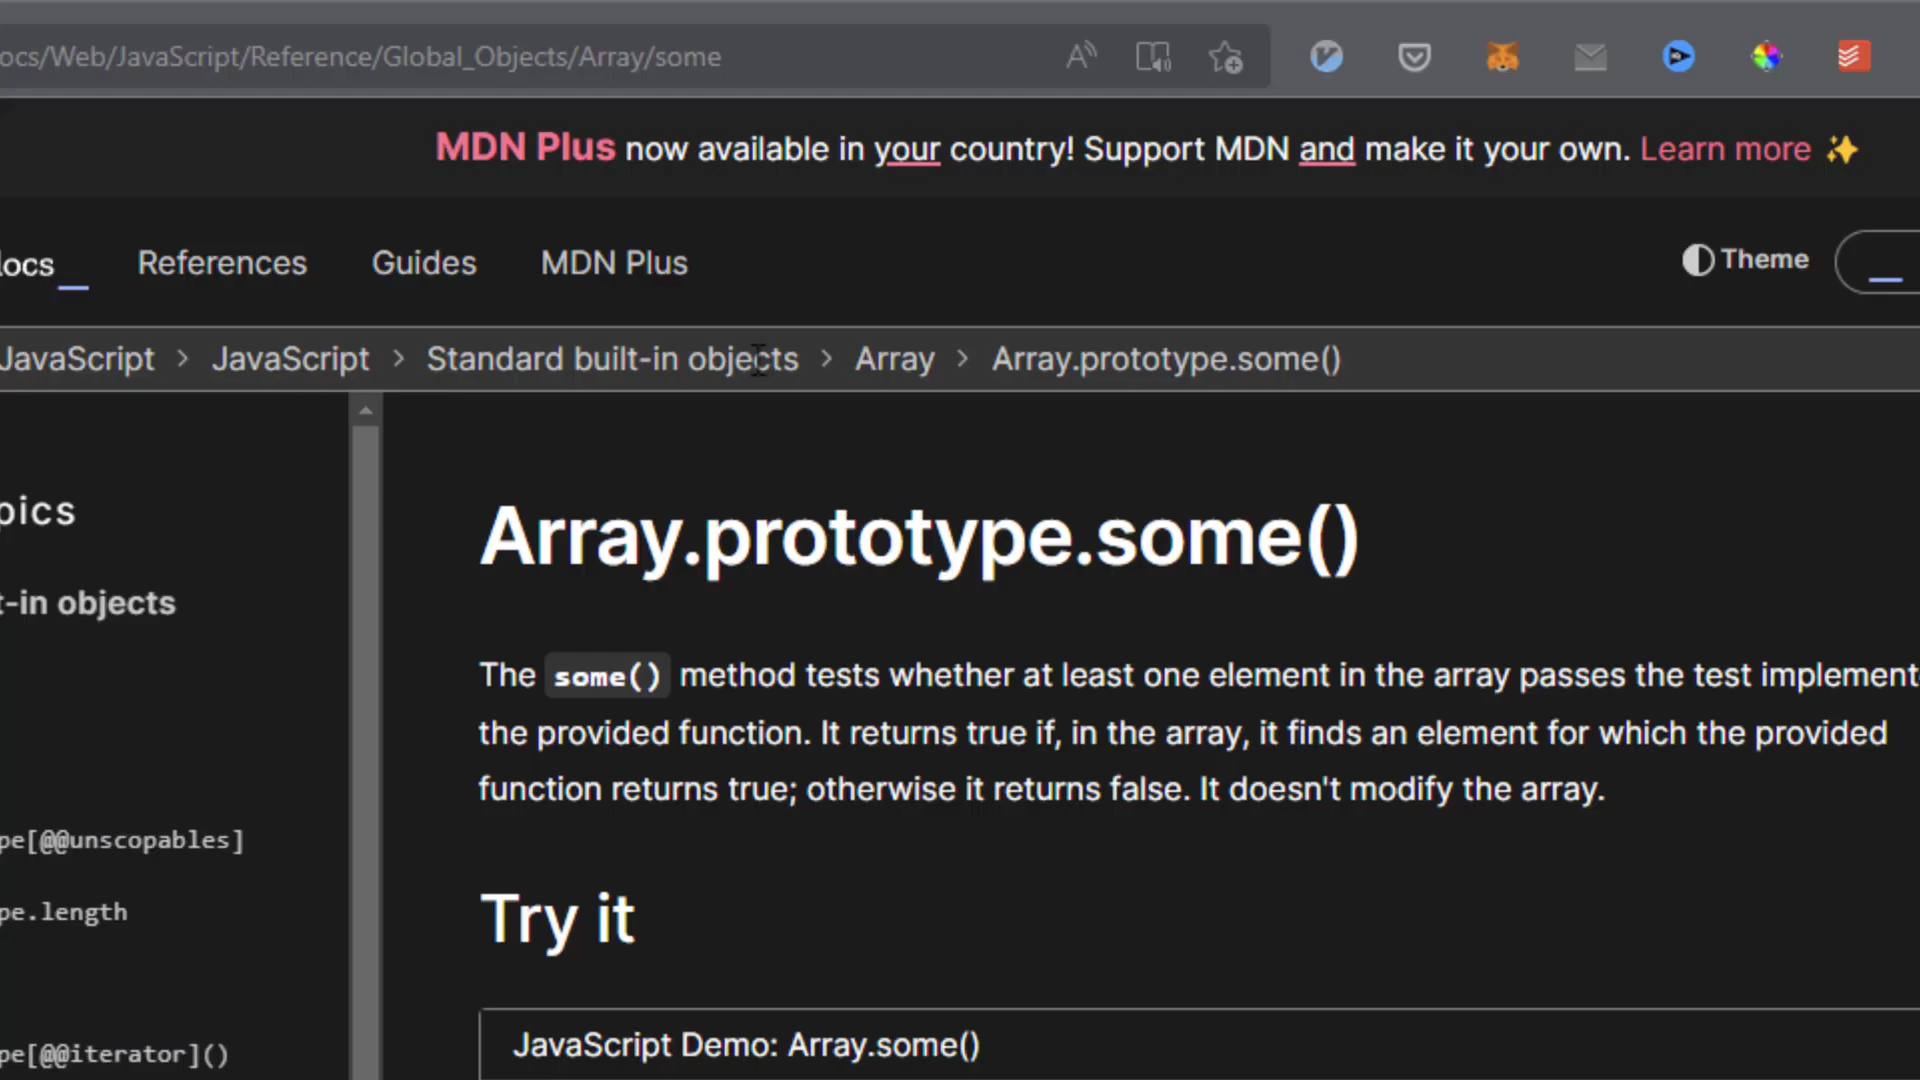 ocs/Web/JavaScript/Reference/Global_Objects/Array/some
MDN Plus now available in your country! Support MDN and make it your own. Learn more ✨
locs References Guides MDN Plus Theme
JavaScript > JavaScript > Standard built-in objects > Array > Array.prototype.some()
pics
t-in objects
pe[@@unscopables]
pe.length
pe[@@iterator]()
Array.prototype.some()
The some() method tests whether at least one element in the array passes the test implemente
the provided function. It returns true if, in the array, it finds an element for which the provided
function returns true; otherwise it returns false. It doesn't modify the array.
Try it
JavaScript Demo: Array.some()